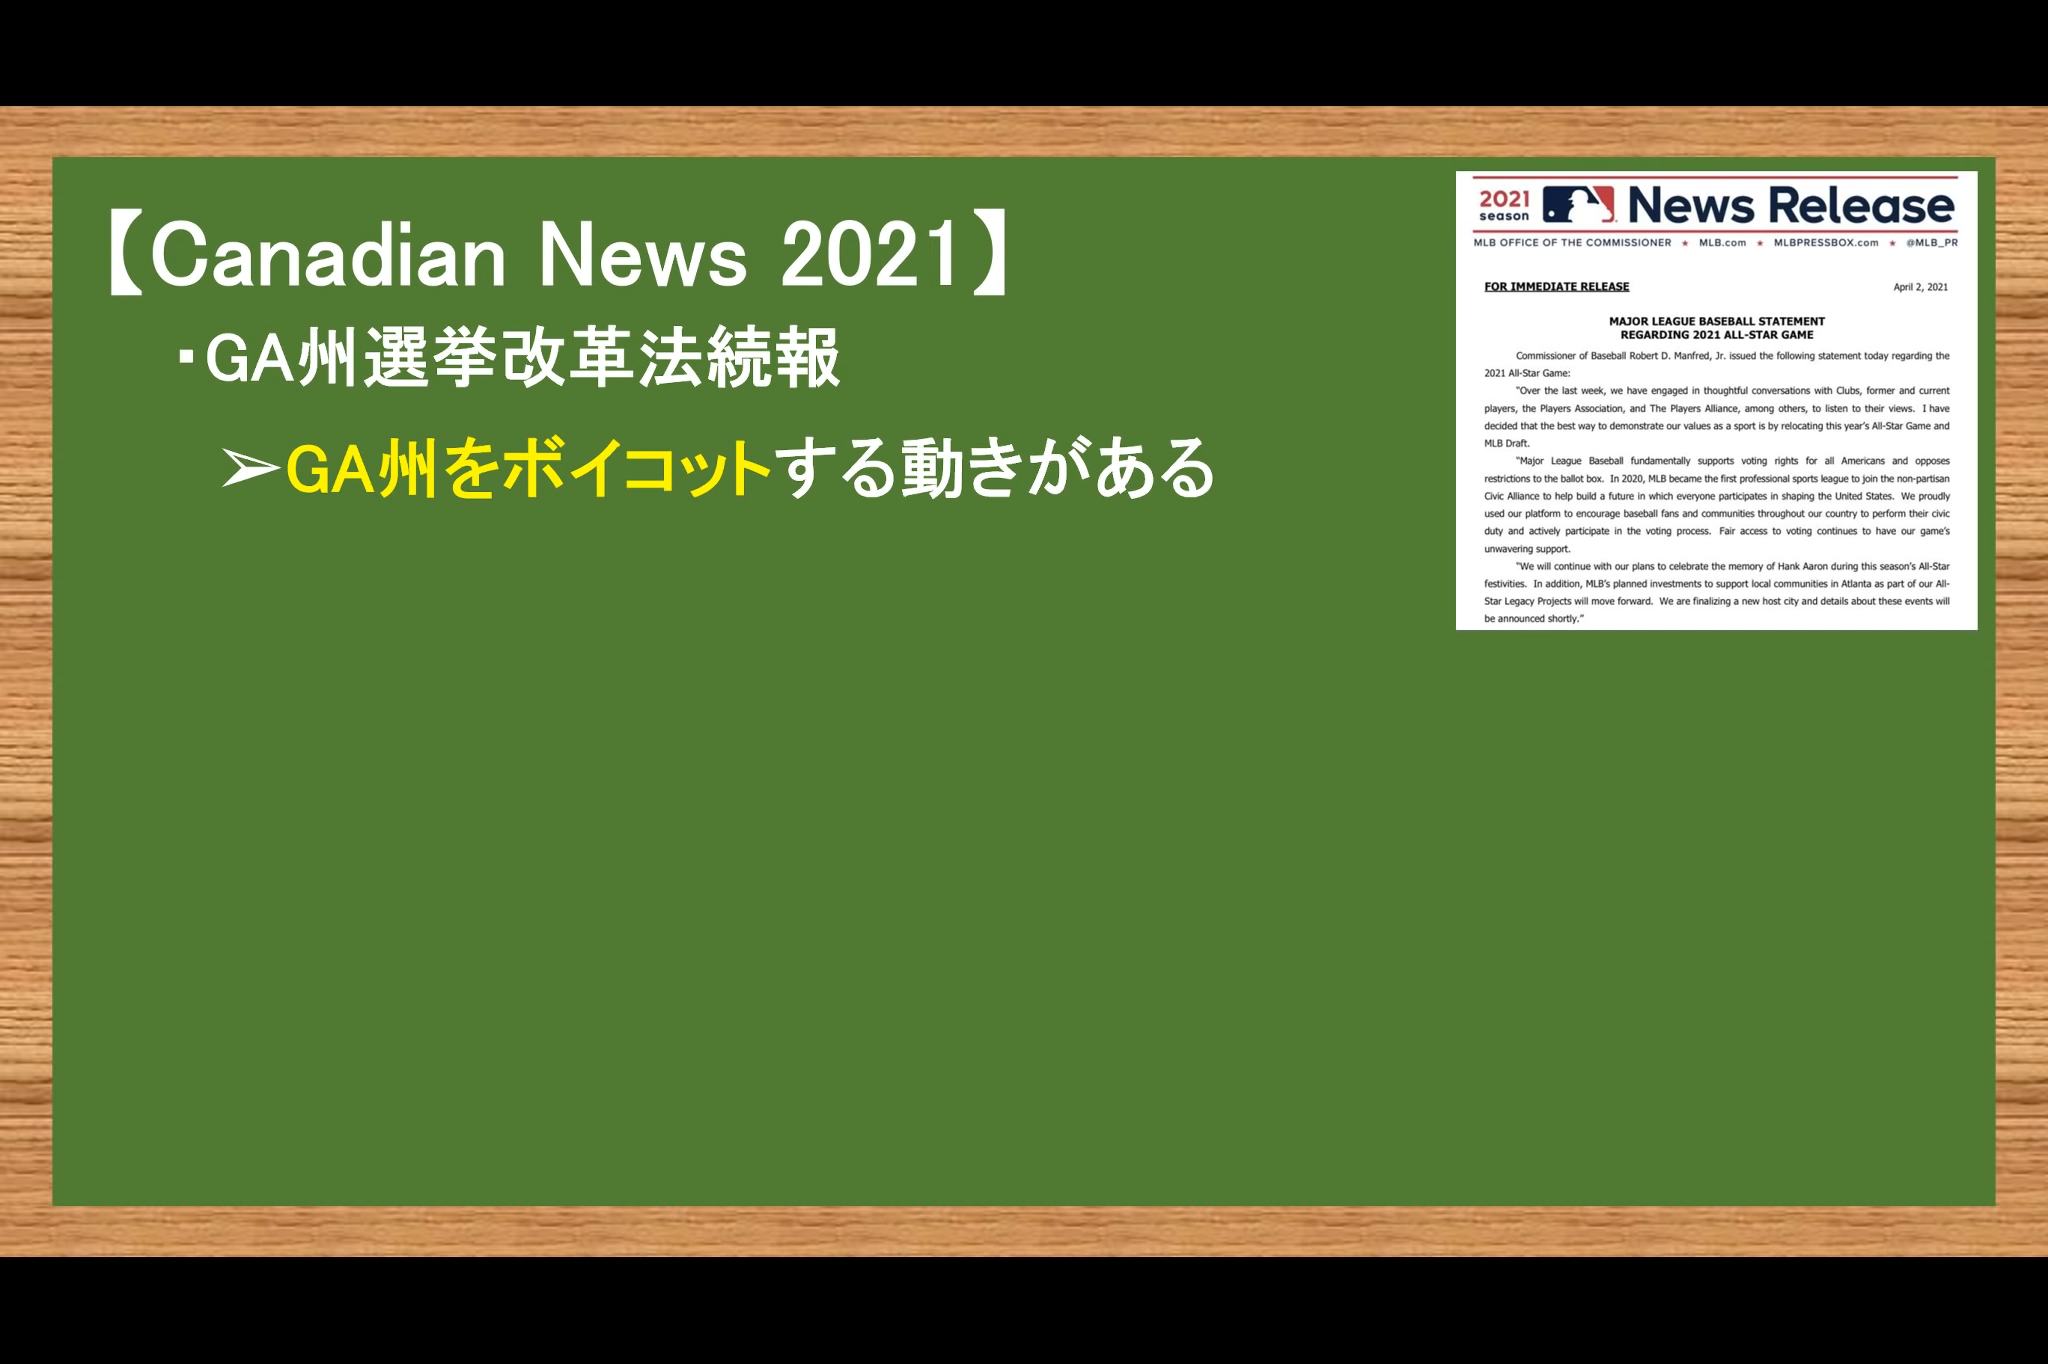 【Canadian News 2021】
・GA州選挙改革法続報
➢GA州をボイコットする動きがある
2021
season
News Release
MLB OFFICE OF THE COMMISSIONER ★ MLB.com ★ MLBPRESSBOX.com ★ @MLB_PR
FOR IMMEDIATE RELEASE April 2, 2021
MAJOR LEAGUE BASEBALL STATEMENT
REGARDING 2021 ALL-STAR GAME
Commissioner of Baseball Robert D. Manfred, Jr. issued the following statement today regarding the
2021 All-Star Game:
"Over the last week, we have engaged in thoughtful conversations with Clubs, former and current
players, the Players Association, and The Players Alliance, among others, to listen to their views. I have
decided that the best way to demonstrate our values as a sport is by relocating this year's All-Star Game and
MLB Draft.
"Major League Baseball fundamentally supports voting rights for all Americans and opposes
restrictions to the ballot box. In 2020, MLB became the first professional sports league to join the non-partisan
Civic Alliance to help build a future in which everyone participates in shaping the United States. We proudly
used our platform to encourage baseball fans and communities throughout our country to perform their civic
duty and actively participate in the voting process. Fair access to voting continues to have our game's
unwavering support.
"We will continue with our plans to celebrate the memory of Hank Aaron during this season's All-Star
festivities. In addition, MLB's planned investments to support local communities in Atlanta as part of our All-
Star Legacy Projects will move forward. We are finalizing a new host city and details about these events will
be announced shortly."